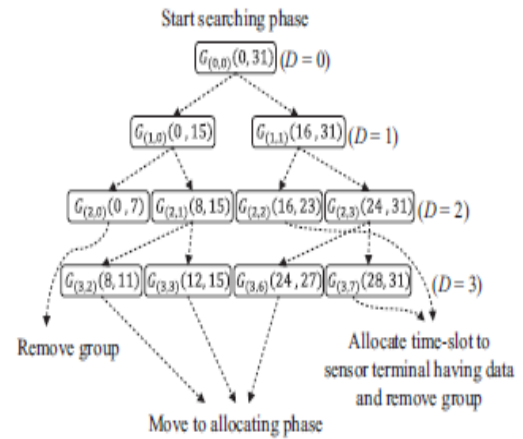 Start searching phase
G(0,0)(0,31) (D = 0)
G(1,0)(0,15) G(1,1)(16,31) (D = 1)
G(2,0)(0,7) G(2,1)(8,15) G(2,2)(16,23) G(2,3)(24,31) (D = 2)
G(3,2)(8,11) G(3,3)(12,15) G(3,6)(24,27) G(3,7)(28,31) (D = 3)
Remove group
Allocate time-slot to
sensor terminal having data
and remove group
Move to allocating phase